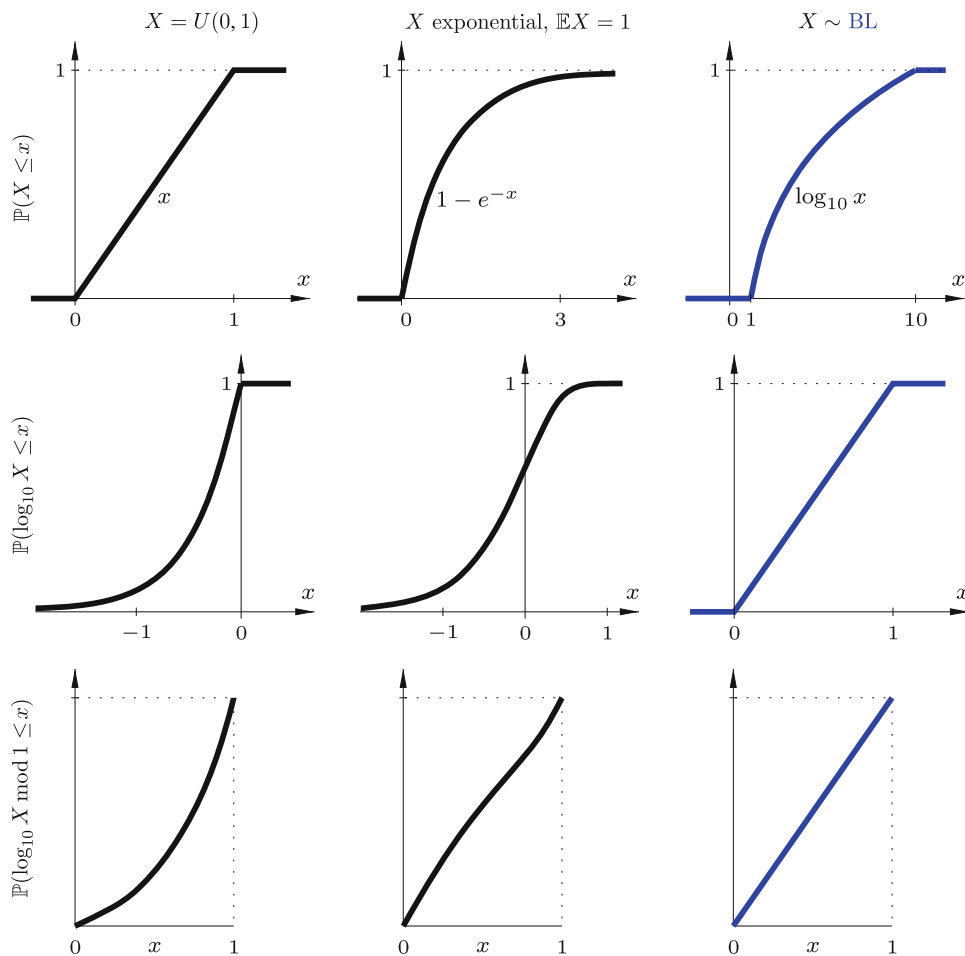 X = U(0, 1)
X exponential, 𝔼X = 1
X ∼ BL
ℙ(X ≤ x)
1
x
x
0
1
1
1 − e^{−x}
x
0
3
1
log₁₀ x
x
0 1
10
ℙ(log₁₀ X ≤ x)
1
x
−1
0
1
x
−1
0
1
1
x
0
1
ℙ(log₁₀ X mod 1 ≤ x)
0
x
1
0
x
1
0
x
1